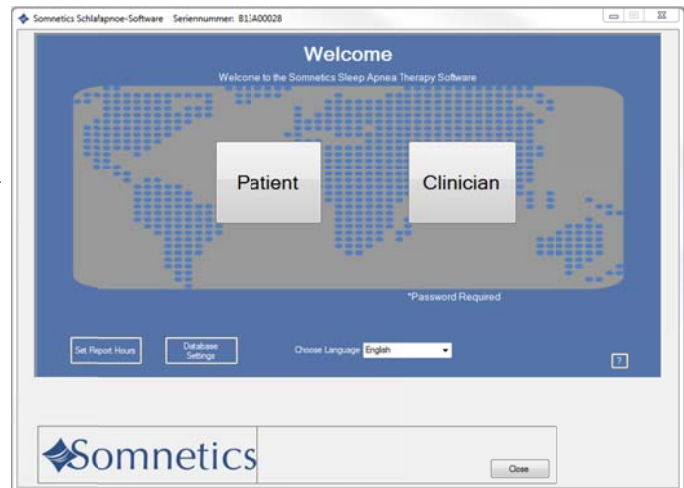 Somnetics Schlafapnoe-Software Seriennummer: B11A00028
Welcome
Welcome to the Somnetics Sleep Apnea Therapy Software
Patient
Clinician
*Password Required
Set Report Hours
Database
Settings
Choose Language English
?
Somnetics
Close